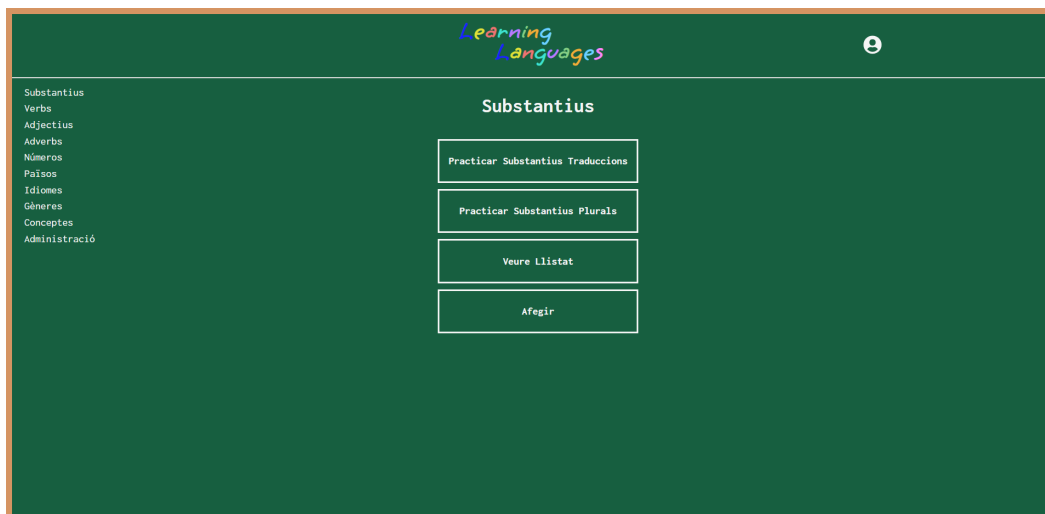 Learning
Languages
Substantius
Verbs
Adjectius
Adverbs
Números
Països
Idiomes
Gèneres
Conceptes
Administració
Substantius
Practicar Substantius Traduccions
Practicar Substantius Plurals
Veure Llistat
Afegir